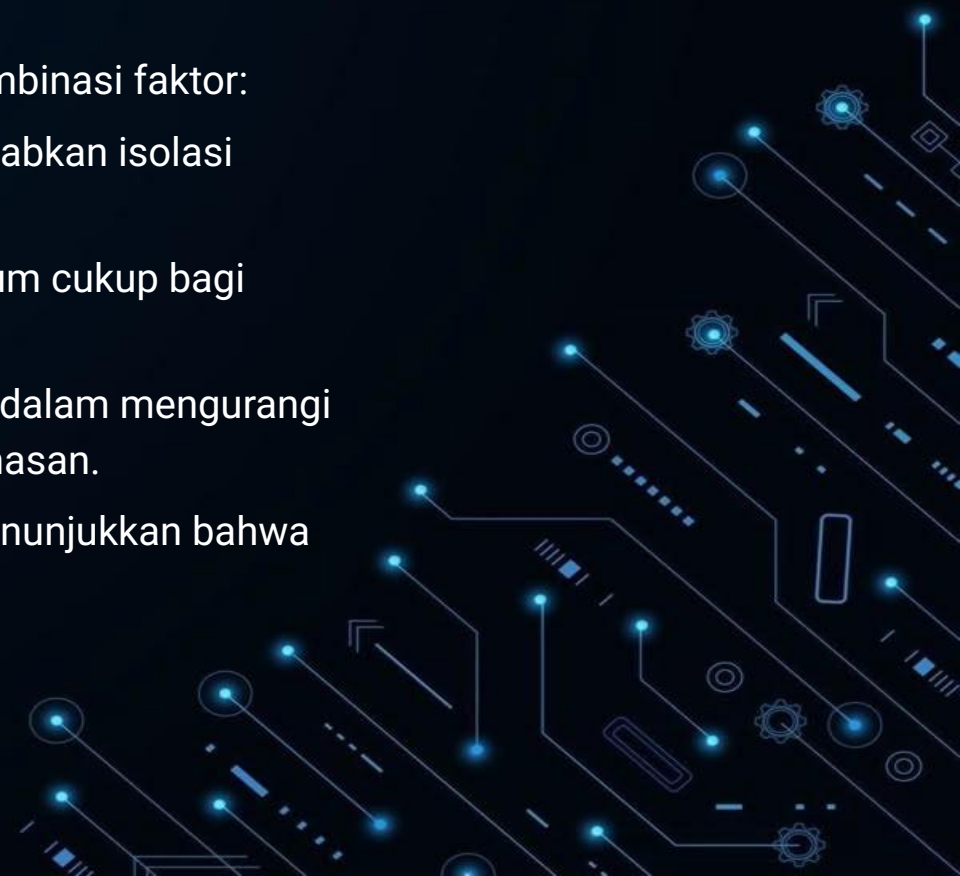 mbinasi faktor:
abkan isolasi
um cukup bagi
dalam mengurangi
nasan.
nunjukkan bahwa